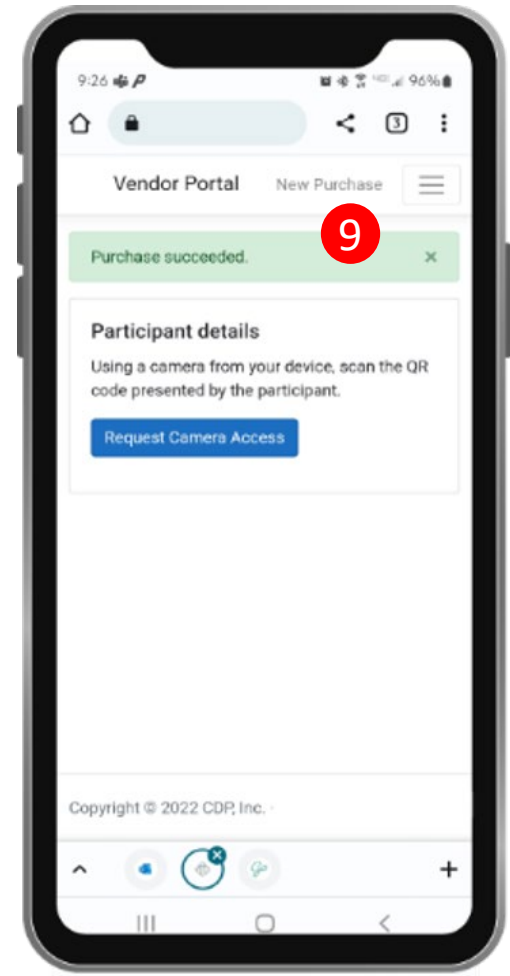 9:26 96%
3
Vendor Portal New Purchase
9
Purchase succeeded. ×
Participant details
Using a camera from your device, scan the QR
code presented by the participant.
Request Camera Access
Copyright © 2022 CDP, Inc. ·